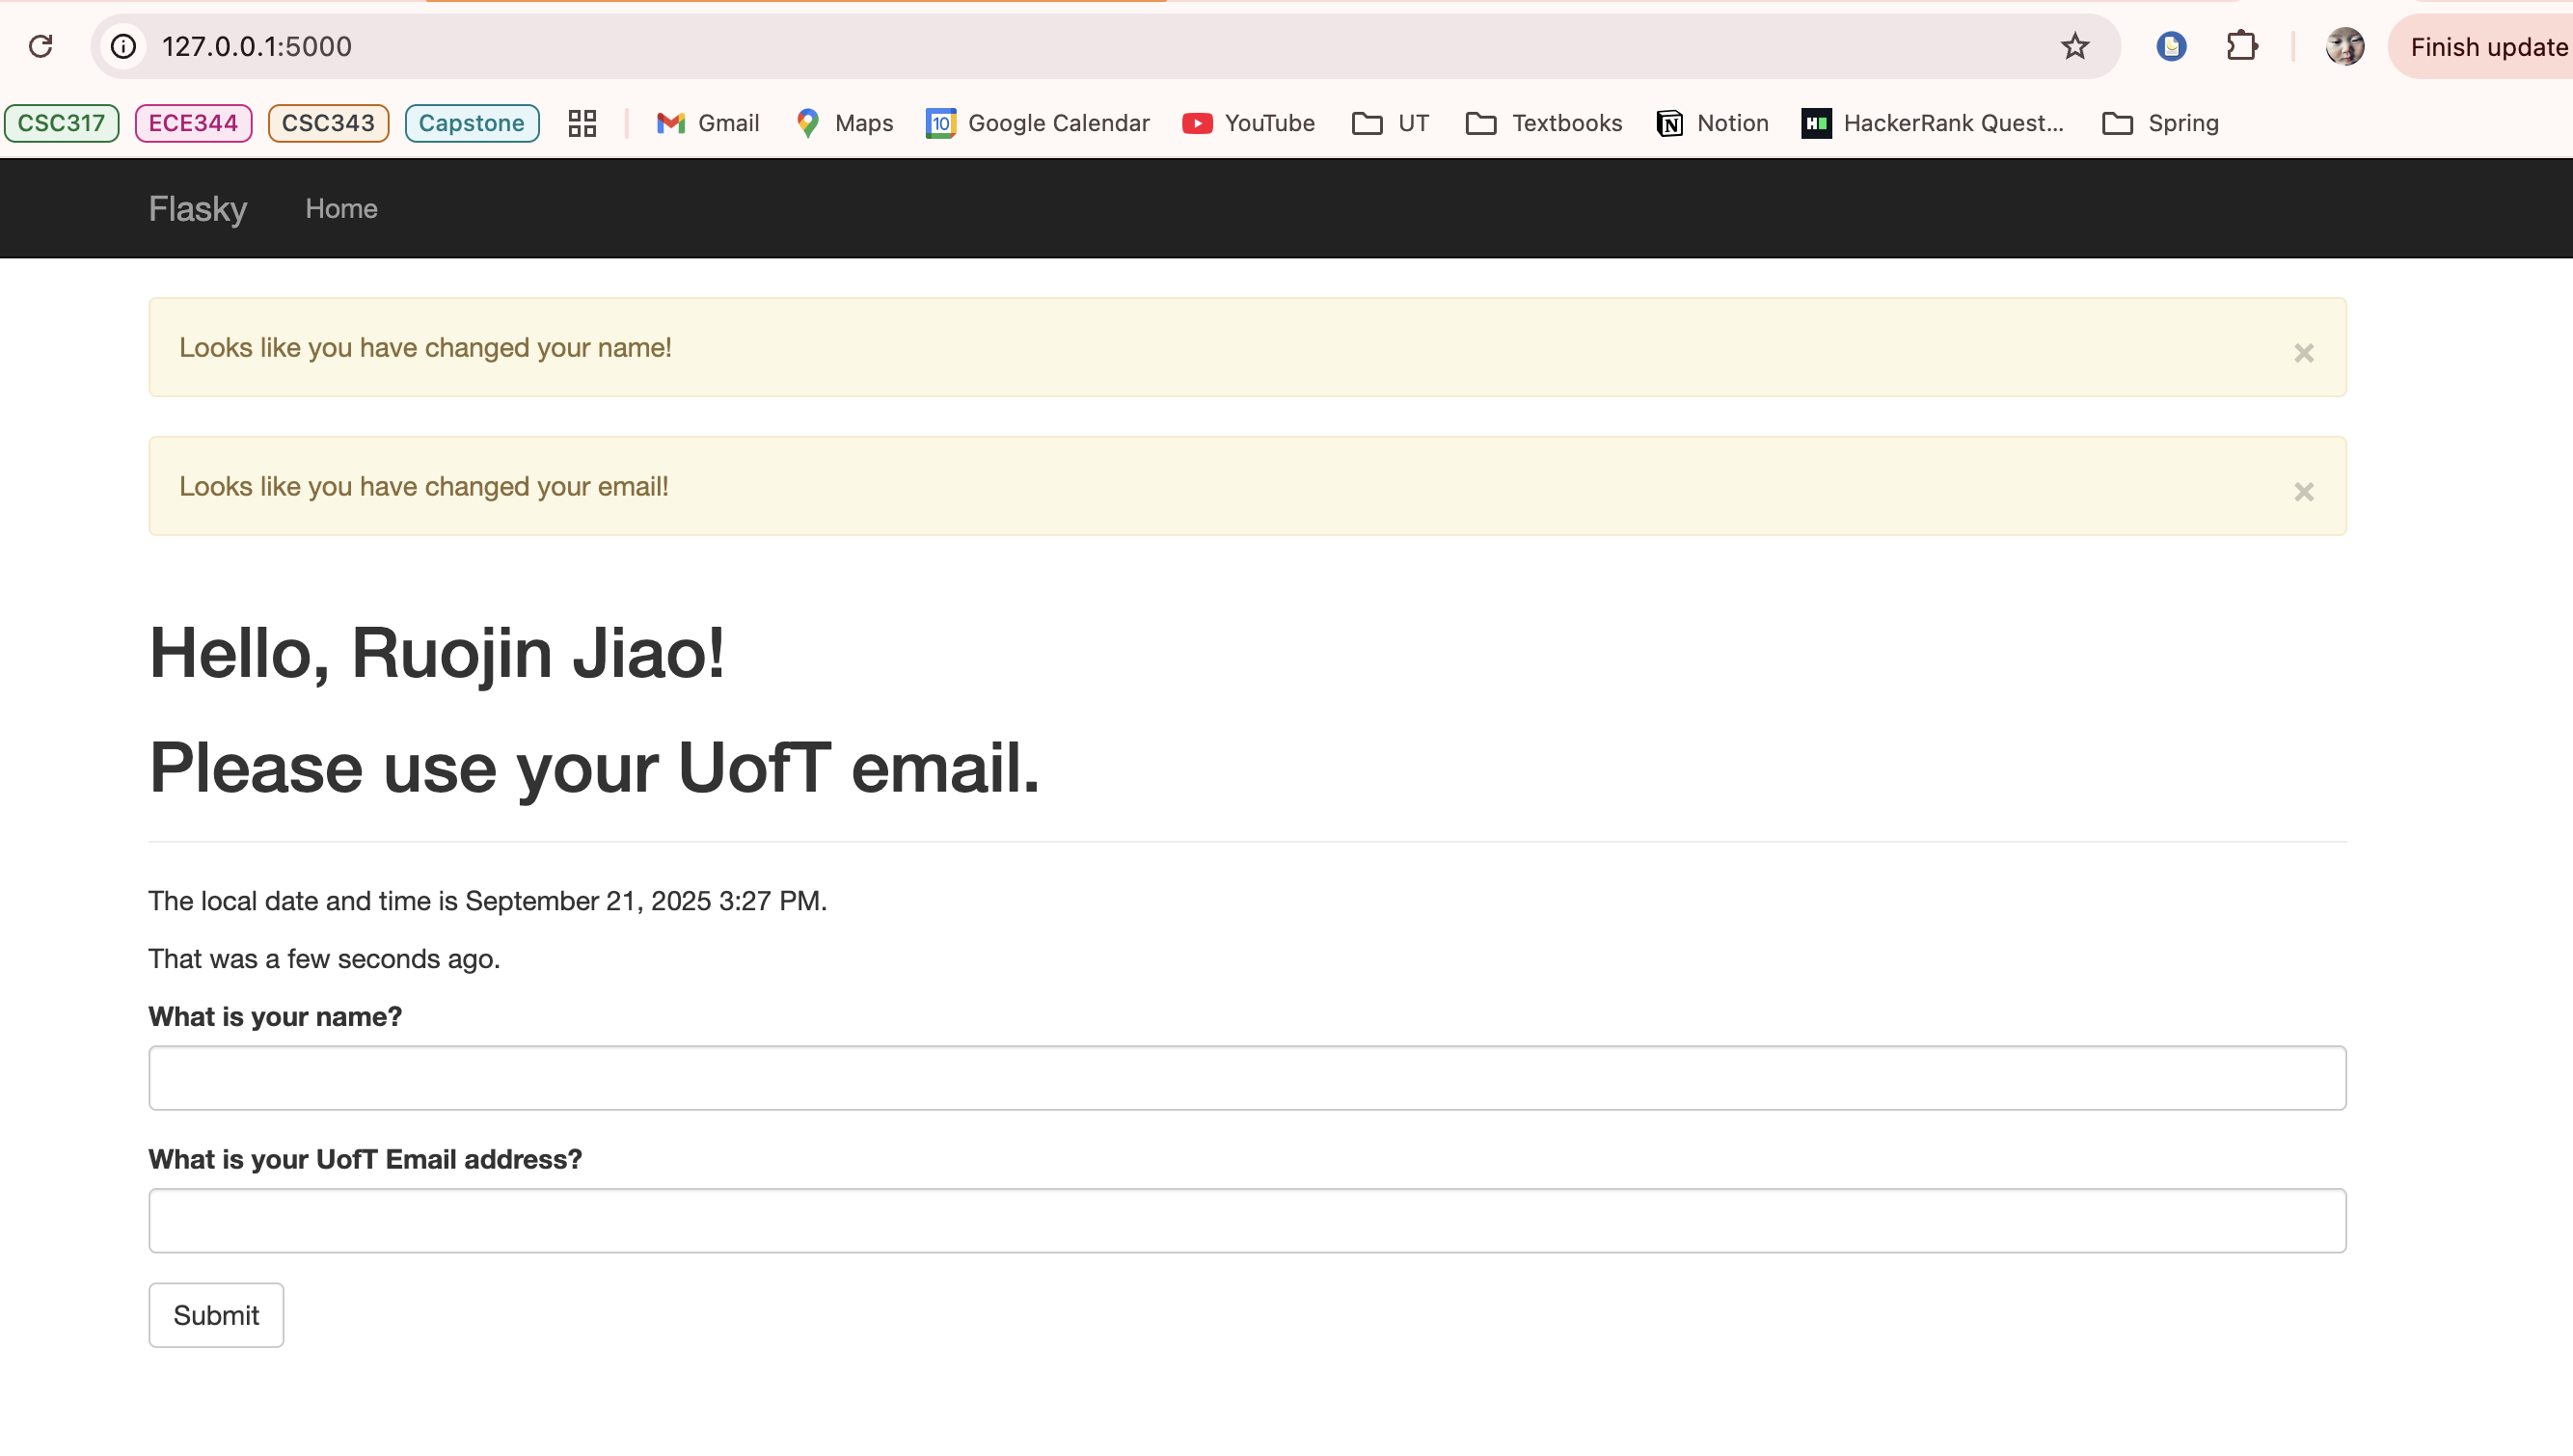 127.0.0.1:5000
Finish update
CSC317 ECE344 CSC343 Capstone Gmail Maps 10 Google Calendar YouTube UT Textbooks Notion HackerRank Quest... Spring
Flasky Home
Looks like you have changed your name! ×
Looks like you have changed your email! ×
Hello, Ruojin Jiao!
Please use your UofT email.
The local date and time is September 21, 2025 3:27 PM.
That was a few seconds ago.
What is your name?
What is your UofT Email address?
Submit